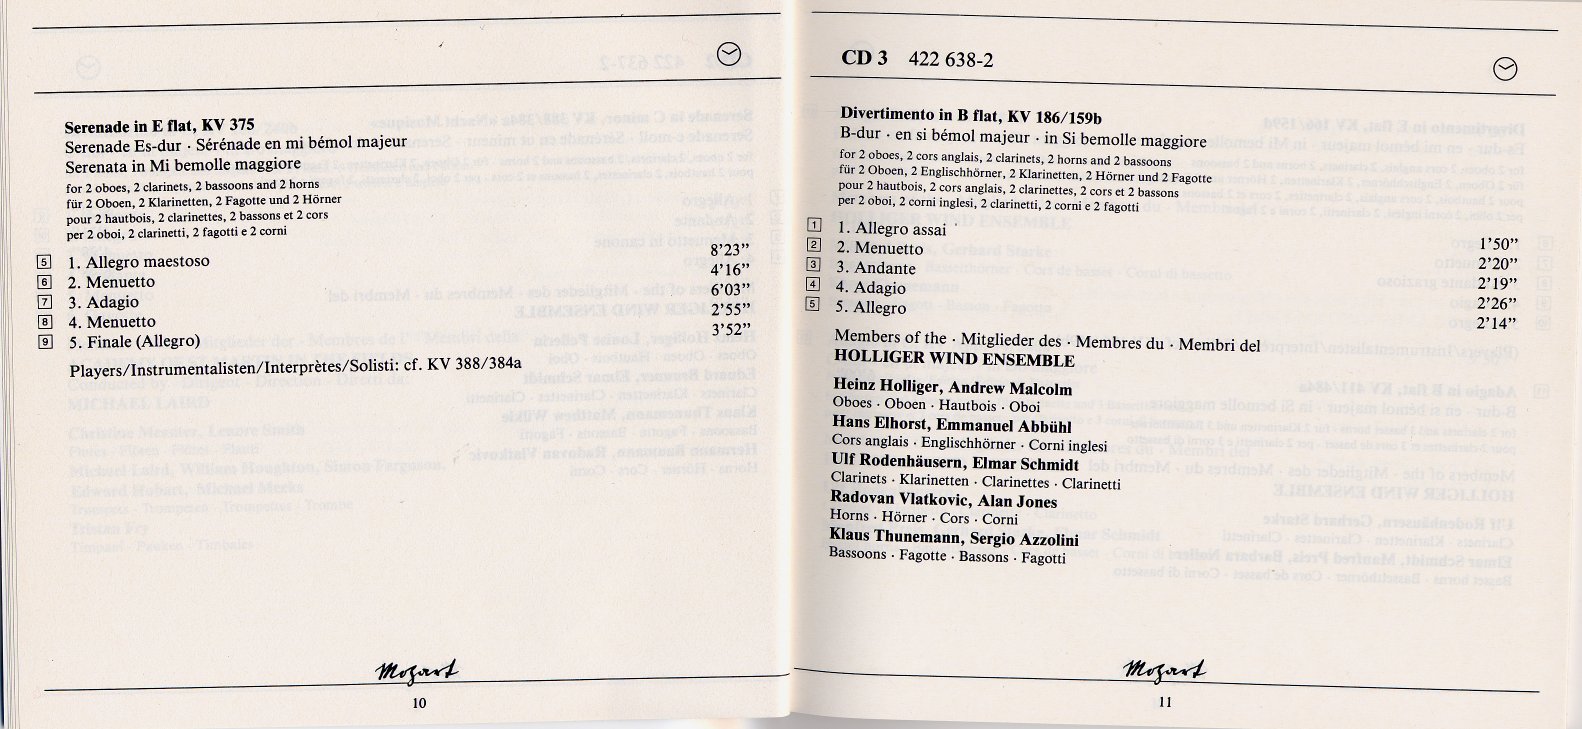 Serenade in E flat, KV 375
Serenade Es-dur · Sérénade en mi bémol majeur
Serenata in Mi bemolle maggiore
for 2 oboes, 2 clarinets, 2 bassoons and 2 horns
für 2 Oboen, 2 Klarinetten, 2 Fagotte und 2 Hörner
pour 2 hautbois, 2 clarinettes, 2 bassons et 2 cors
per 2 oboi, 2 clarinetti, 2 fagotti e 2 corni
5 1. Allegro maestoso 8’23”
6 2. Menuetto 4’16”
7 3. Adagio 6’03”
8 4. Menuetto 2’55”
9 5. Finale (Allegro) 3’52”
Players/Instrumentalisten/Interprètes/Solisti: cf. KV 388/384a
Mozart
10
CD 3 422 638-2
Divertimento in B flat, KV 186/159b
B-dur · en si bémol majeur · in Si bemolle maggiore
for 2 oboes, 2 cors anglais, 2 clarinets, 2 horns and 2 bassoons
für 2 Oboen, 2 Englischhörner, 2 Klarinetten, 2 Hörner und 2 Fagotte
pour 2 hautbois, 2 cors anglais, 2 clarinettes, 2 cors et 2 bassons
per 2 oboi, 2 corni inglesi, 2 clarinetti, 2 corni e 2 fagotti
1 1. Allegro assai 1’50”
2 2. Menuetto 2’20”
3 3. Andante 2’19”
4 4. Adagio 2’26”
5 5. Allegro 2’14”
Members of the · Mitglieder des · Membres du · Membri del
HOLLIGER WIND ENSEMBLE
Heinz Holliger, Andrew Malcolm
Oboes · Oboen · Hautbois · Oboi
Hans Elhorst, Emmanuel Abbühl
Cors anglais · Englischhörner · Corni inglesi
Ulf Rodenhäusern, Elmar Schmidt
Clarinets · Klarinetten · Clarinettes · Clarinetti
Radovan Vlatkovic, Alan Jones
Horns · Hörner · Cors · Corni
Klaus Thunemann, Sergio Azzolini
Bassoons · Fagotte · Bassons · Fagotti
Mozart
11